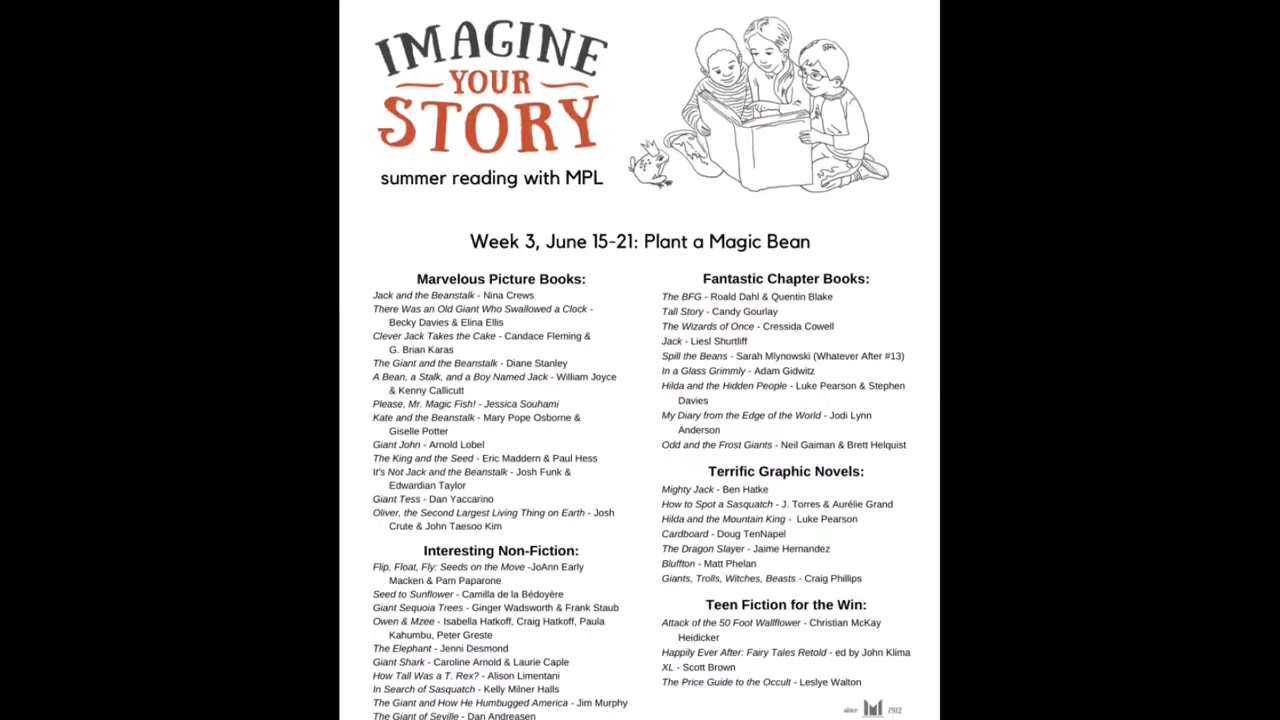 IMAGINE
YOUR
STORY
summer reading with MPL
Week 3, June 15-21: Plant a Magic Bean
Marvelous Picture Books:
Jack and the Beanstalk - Nina Crews
There Was an Old Giant Who Swallowed a Clock -
Becky Davies & Elina Ellis
Clever Jack Takes the Cake - Candace Fleming &
G. Brian Karas
The Giant and the Beanstalk - Diane Stanley
A Bean, a Stalk, and a Boy Named Jack - William Joyce
& Kenny Callicutt
Please, Mr. Magic Fish! - Jessica Souhami
Kate and the Beanstalk - Mary Pope Osborne &
Giselle Potter
Giant John - Arnold Lobel
The King and the Seed - Eric Maddern & Paul Hess
It's Not Jack and the Beanstalk - Josh Funk &
Edwardian Taylor
Giant Tess - Dan Yaccarino
Oliver, the Second Largest Living Thing on Earth - Josh
Crute & John Taesoo Kim
Interesting Non-Fiction:
Flip, Float, Fly: Seeds on the Move -JoAnn Early
Macken & Pam Paparone
Seed to Sunflower - Camilla de la Bédoyère
Giant Sequoia Trees - Ginger Wadsworth & Frank Staub
Owen & Mzee - Isabella Hatkoff, Craig Hatkoff, Paula
Kahumbu, Peter Greste
The Elephant - Jenni Desmond
Giant Shark - Caroline Arnold & Laurie Caple
How Tall Was a T. Rex? - Alison Limentani
In Search of Sasquatch - Kelly Milner Halls
The Giant and How He Humbugged America - Jim Murphy
The Giant of Seville - Dan Andreasen
Fantastic Chapter Books:
The BFG - Roald Dahl & Quentin Blake
Tall Story - Candy Gourlay
The Wizards of Once - Cressida Cowell
Jack - Liesl Shurtliff
Spill the Beans - Sarah Mlynowski (Whatever After #13)
In a Glass Grimmly - Adam Gidwitz
Hilda and the Hidden People - Luke Pearson & Stephen
Davies
My Diary from the Edge of the World - Jodi Lynn
Anderson
Odd and the Frost Giants - Neil Gaiman & Brett Helquist
Terrific Graphic Novels:
Mighty Jack - Ben Hatke
How to Spot a Sasquatch - J. Torres & Aurélie Grand
Hilda and the Mountain King - Luke Pearson
Cardboard - Doug TenNapel
The Dragon Slayer - Jaime Hernandez
Bluffton - Matt Phelan
Giants, Trolls, Witches, Beasts - Craig Phillips
Teen Fiction for the Win:
Attack of the 50 Foot Wallflower - Christian McKay
Heidicker
Happily Ever After: Fairy Tales Retold - ed by John Klima
XL - Scott Brown
The Price Guide to the Occult - Leslye Walton
since M 1912